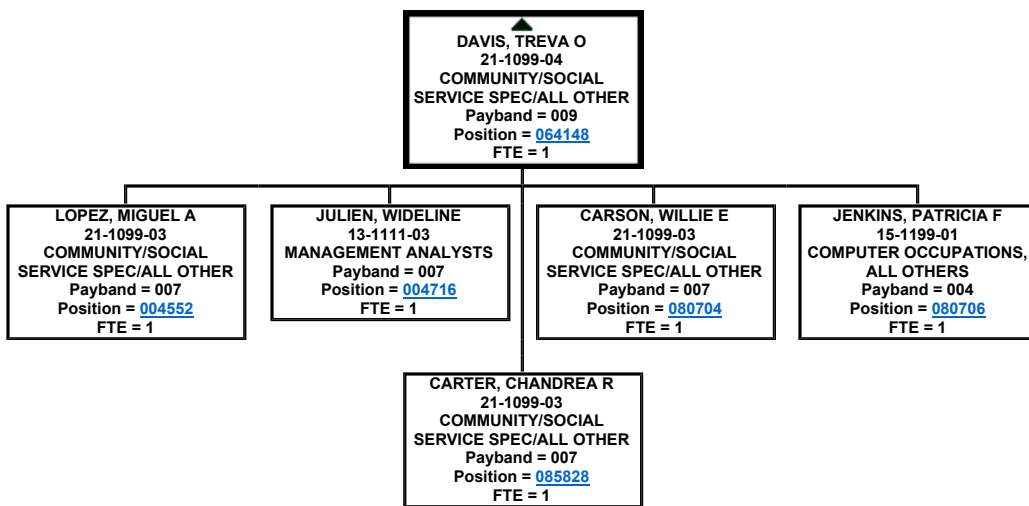 DAVIS, TREVA O
21-1099-04
COMMUNITY/SOCIAL
SERVICE SPEC/ALL OTHER
Payband = 009
Position = 064148
FTE = 1
LOPEZ, MIGUEL A
21-1099-03
COMMUNITY/SOCIAL
SERVICE SPEC/ALL OTHER
Payband = 007
Position = 004552
FTE = 1
JULIEN, WIDELINE
13-1111-03
MANAGEMENT ANALYSTS
Payband = 007
Position = 004716
FTE = 1
CARSON, WILLIE E
21-1099-03
COMMUNITY/SOCIAL
SERVICE SPEC/ALL OTHER
Payband = 007
Position = 080704
FTE = 1
JENKINS, PATRICIA F
15-1199-01
COMPUTER OCCUPATIONS,
ALL OTHERS
Payband = 004
Position = 080706
FTE = 1
CARTER, CHANDREA R
21-1099-03
COMMUNITY/SOCIAL
SERVICE SPEC/ALL OTHER
Payband = 007
Position = 085828
FTE = 1